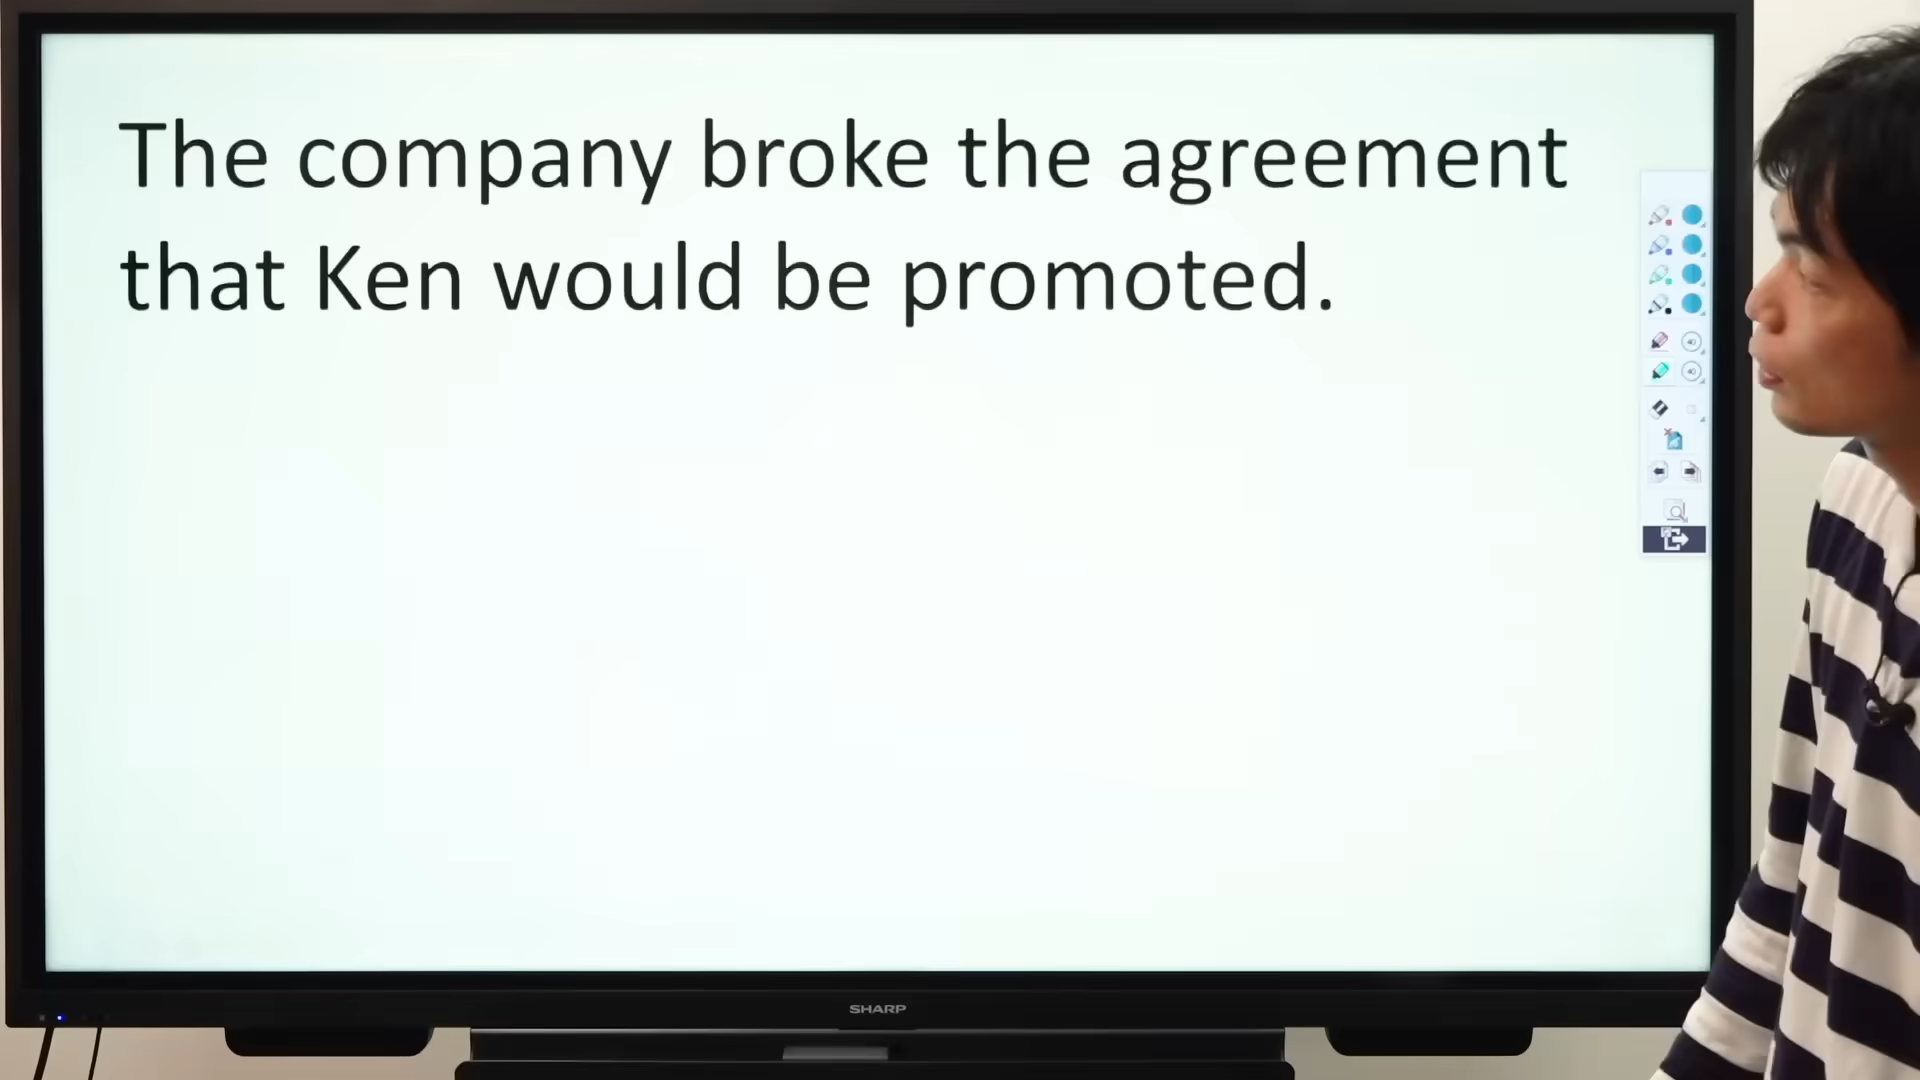 The company broke the agreement
that Ken would be promoted.
SHARP